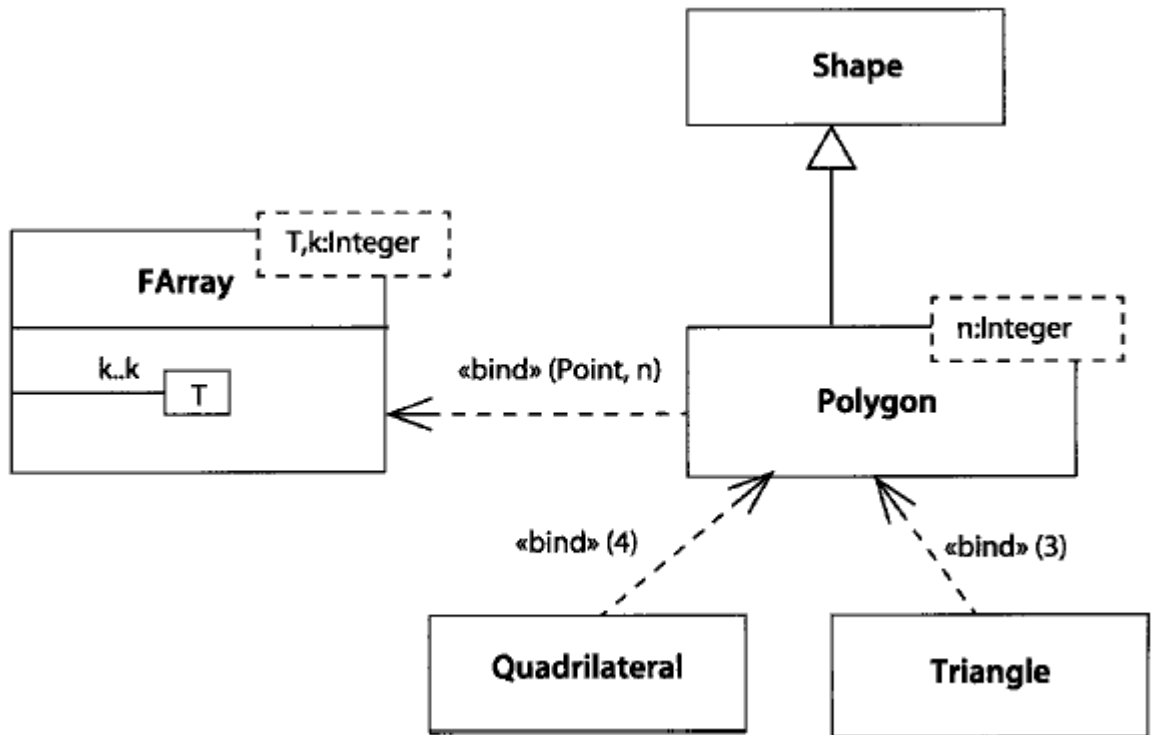 Shape
T,k:Integer
FArray
n:Integer
k..k
T
«bind» (Point, n)
Polygon
«bind» (4)
«bind» (3)
Quadrilateral
Triangle